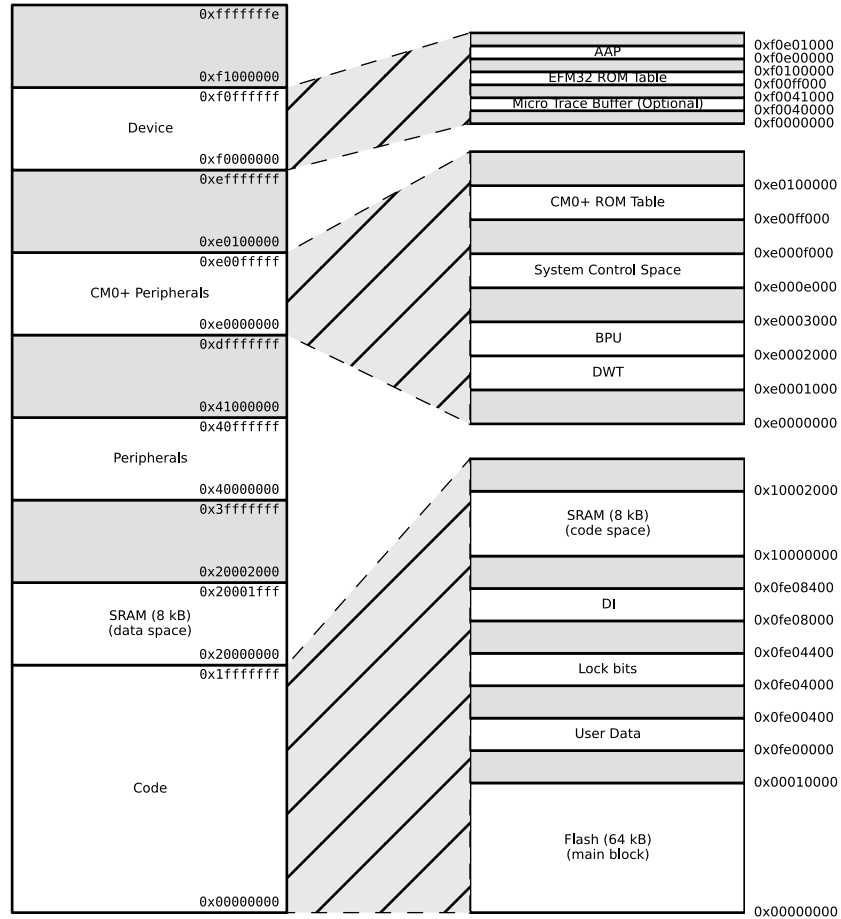 0xfffffffe
0xf1000000
0xf0ffffff
Device
0xf0000000
0xefffffff
0xe0100000
0xe00fffff
CM0+ Peripherals
0xe0000000
0xdfffffff
0x41000000
0x40ffffff
Peripherals
0x40000000
0x3fffffff
0x20002000
0x20001fff
SRAM (8 kB)
(data space)
0x20000000
0x1fffffff
Code
0x00000000
0xf0e01000
AAP
0xf0e00000
0xf0100000
EFM32 ROM Table
0xf00ff000
0xf0041000
Micro Trace Buffer (Optional)
0xf0040000
0xf0000000
0xe0100000
CM0+ ROM Table
0xe00ff000
0xe000f000
System Control Space
0xe000e000
0xe0003000
BPU
0xe0002000
DWT
0xe0001000
0xe0000000
0x10002000
SRAM (8 kB)
(code space)
0x10000000
0x0fe08400
DI
0x0fe08000
0x0fe04400
Lock bits
0x0fe04000
0x0fe00400
User Data
0x0fe00000
0x00010000
Flash (64 kB)
(main block)
0x00000000